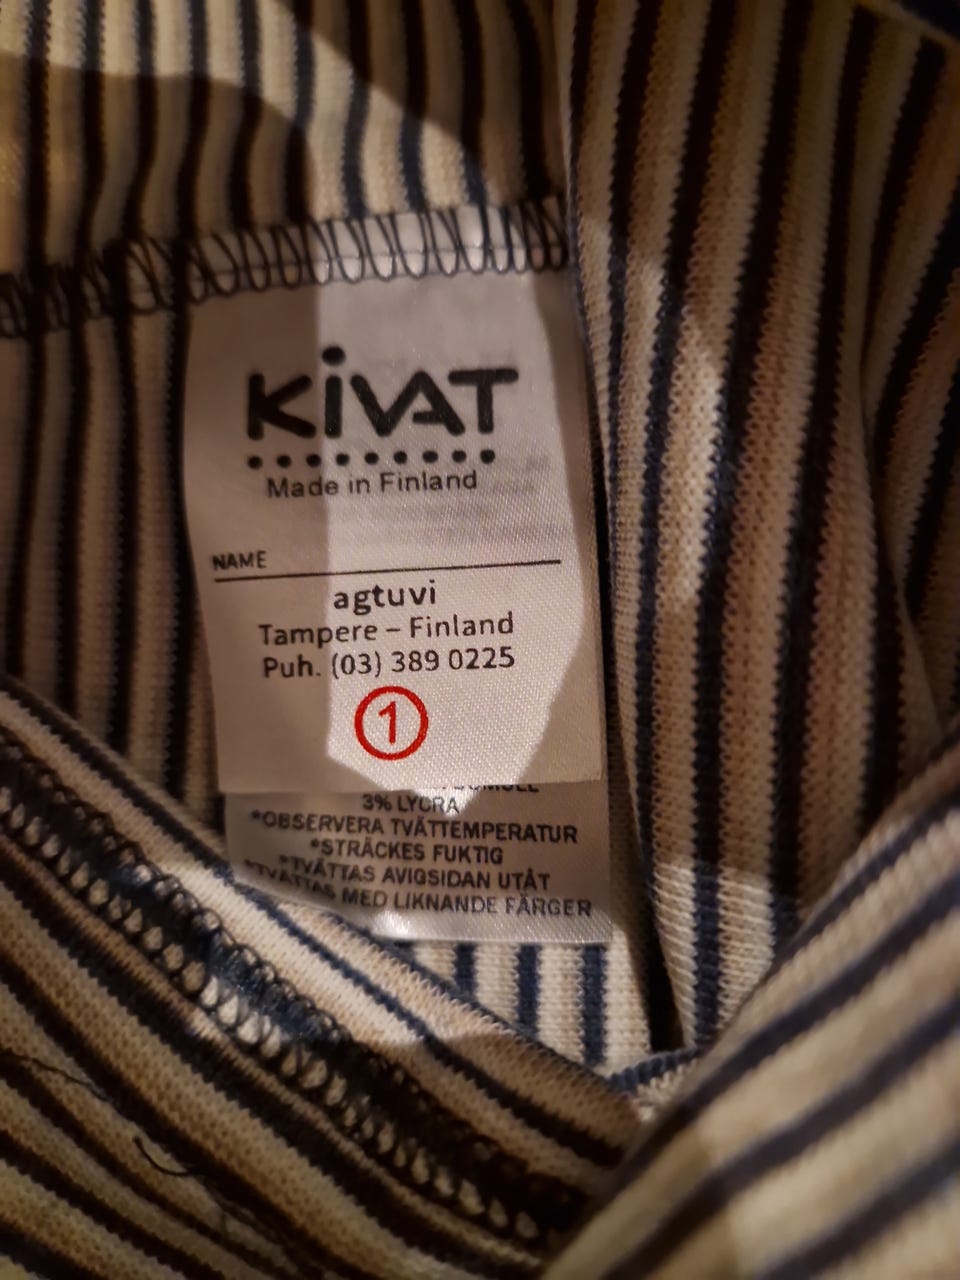 KiVAT
Made in Finland
NAME
agtuvi
Tampere – Finland
Puh. (03) 389 0225
1
3% LYCRA
*OBSERVERA TVÄTTEMPERATUR
*STRÄCKES FUKTIG
*TVÄTTAS AVIGSIDAN UTÅT
*TVÄTTAS MED LIKNANDE FÄRGER